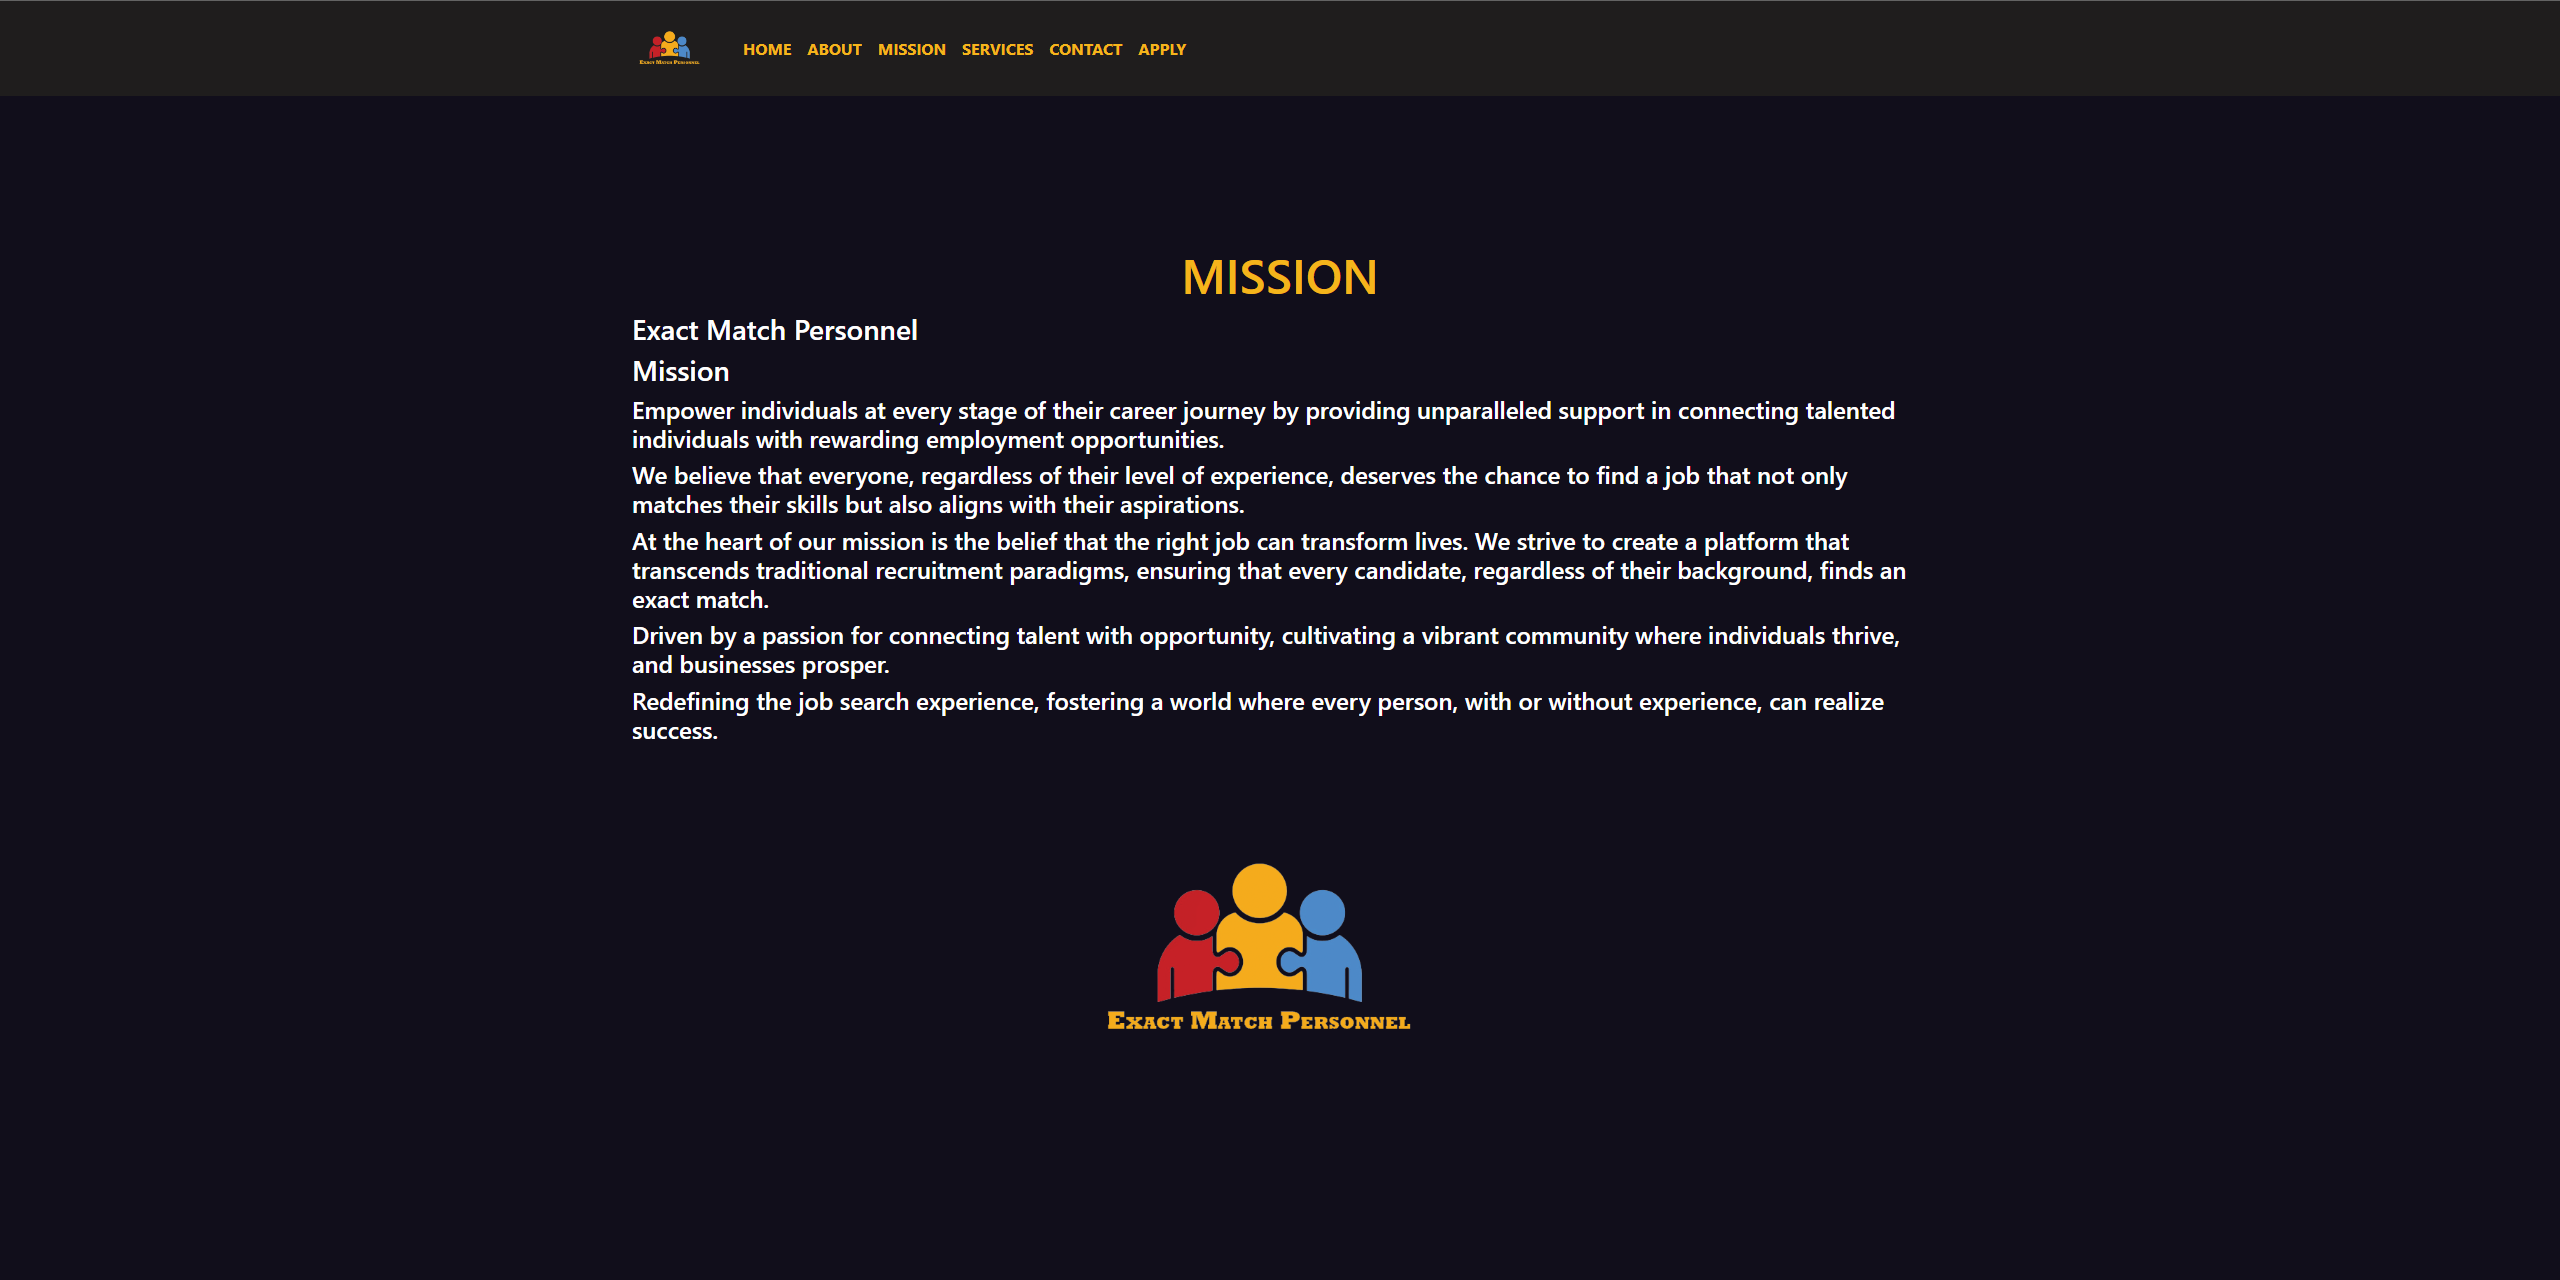 EXACT MATCH PERSONNEL
HOME ABOUT MISSION SERVICES CONTACT APPLY
MISSION
Exact Match Personnel
Mission
Empower individuals at every stage of their career journey by providing unparalleled support in connecting talented
individuals with rewarding employment opportunities.
We believe that everyone, regardless of their level of experience, deserves the chance to find a job that not only
matches their skills but also aligns with their aspirations.
At the heart of our mission is the belief that the right job can transform lives. We strive to create a platform that
transcends traditional recruitment paradigms, ensuring that every candidate, regardless of their background, finds an
exact match.
Driven by a passion for connecting talent with opportunity, cultivating a vibrant community where individuals thrive,
and businesses prosper.
Redefining the job search experience, fostering a world where every person, with or without experience, can realize
success.
EXACT MATCH PERSONNEL